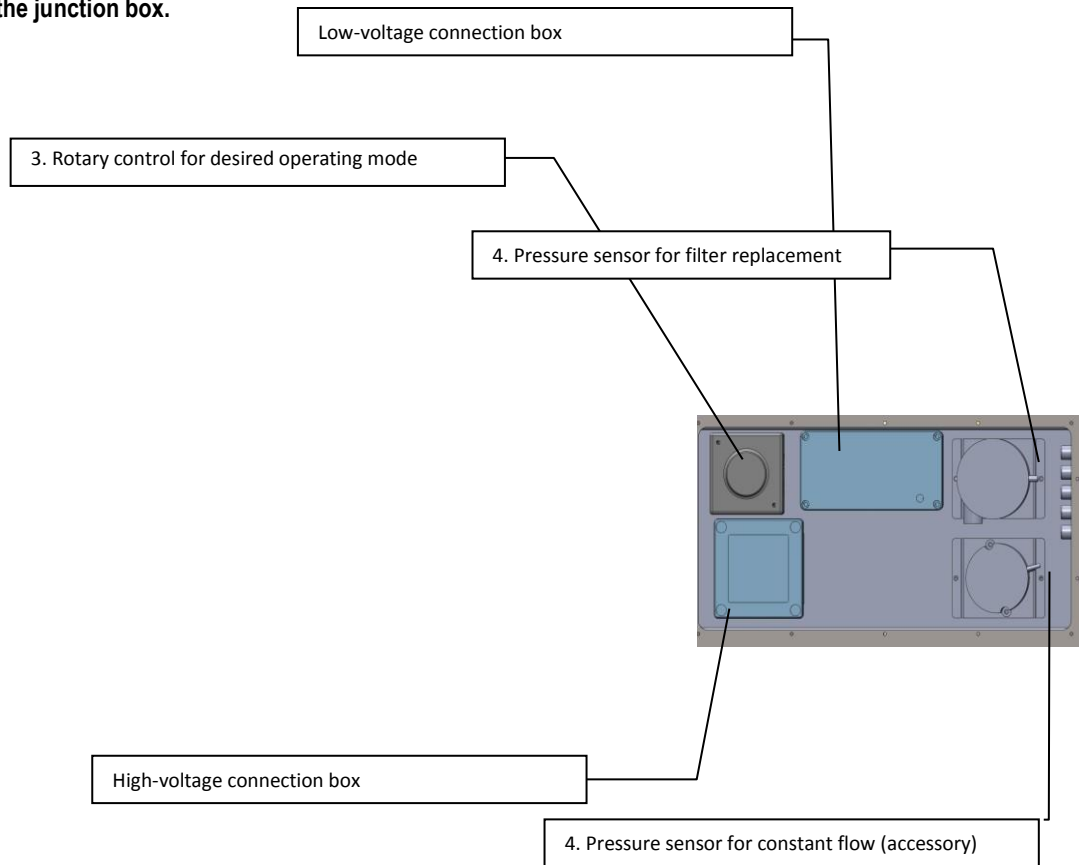 the junction box.
Low-voltage connection box
3. Rotary control for desired operating mode
4. Pressure sensor for filter replacement
High-voltage connection box
4. Pressure sensor for constant flow (accessory)